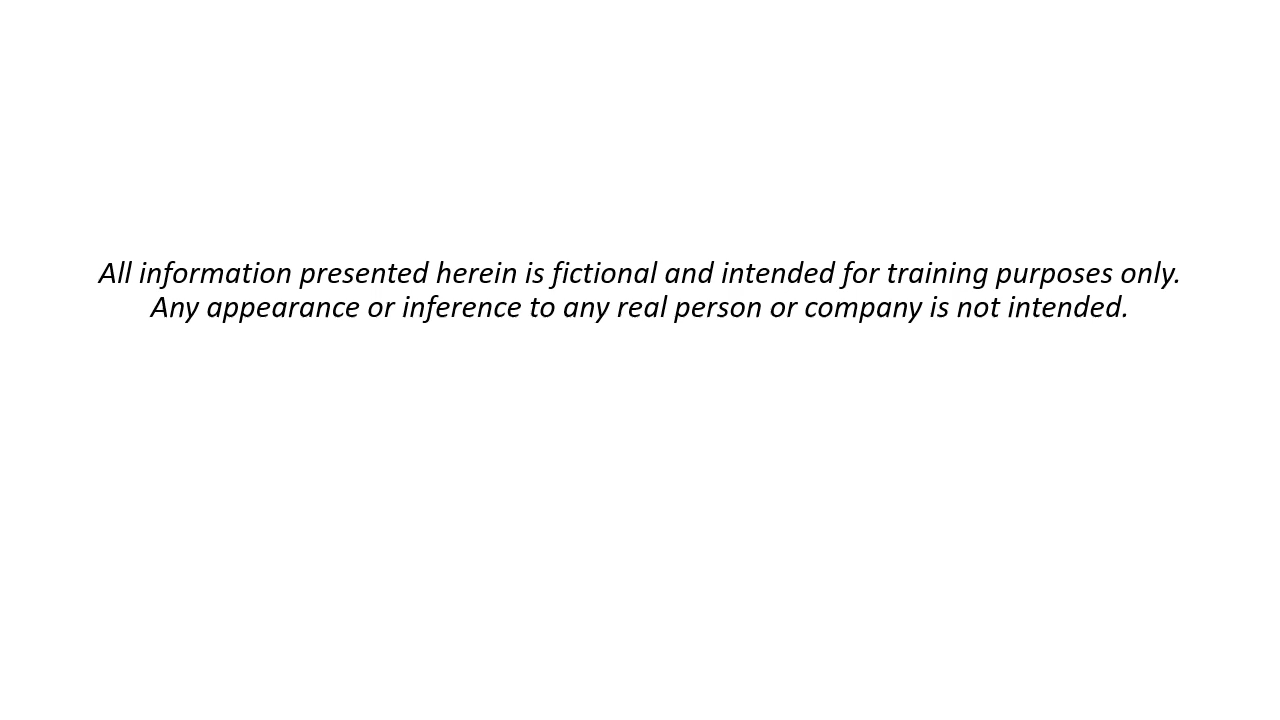 All information presented herein is fictional and intended for training purposes only.
Any appearance or inference to any real person or company is not intended.